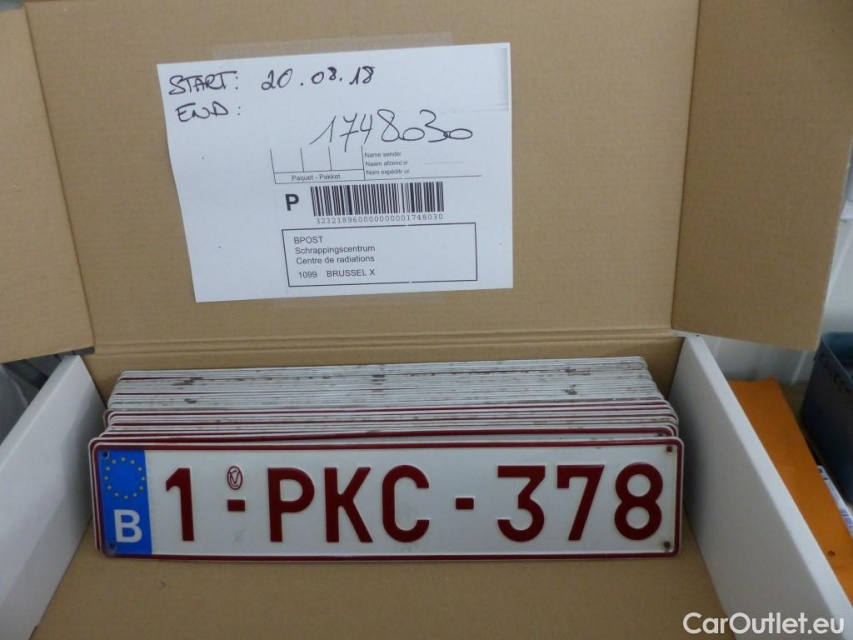 START: 20.08.18
END:
1748030
Name sender
Naam afzender
Nom expéditeur
Paquet - Pakket
P
323218960000000001748030
BPOST
Schrappingscentrum
Centre de radiations
1099 BRUSSEL X
B 1-PKC-378
CarOutlet.eu